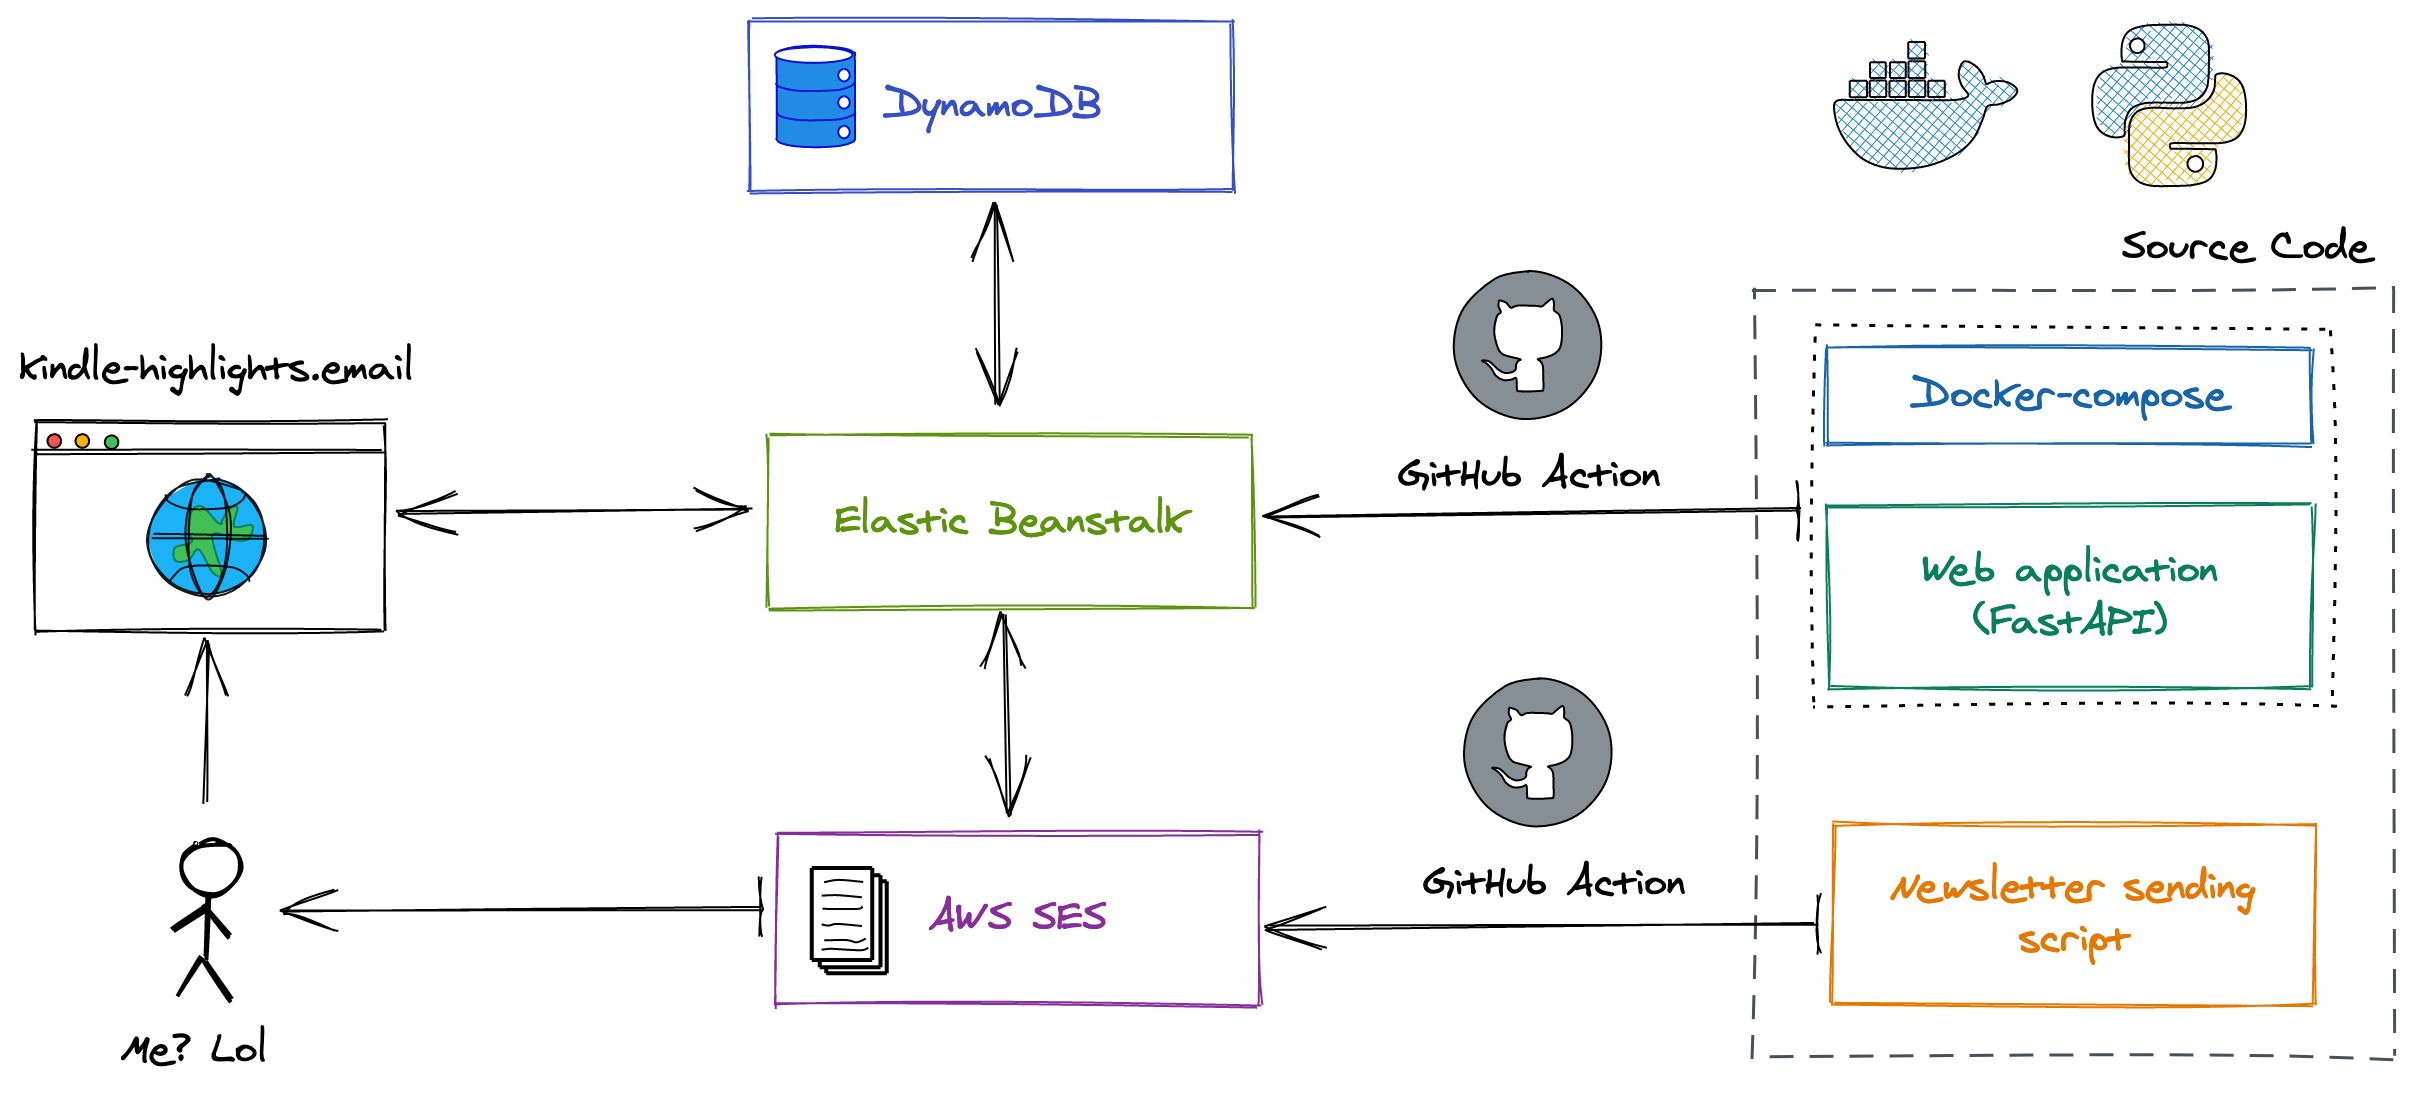 DynamoDB
Source Code
Kindle-highlights.email
Docker-compose
GitHub Action
Elastic Beanstalk
Web application
(FastAPI)
GitHub Action
AWS SES
Newsletter sending
script
Me? Lol